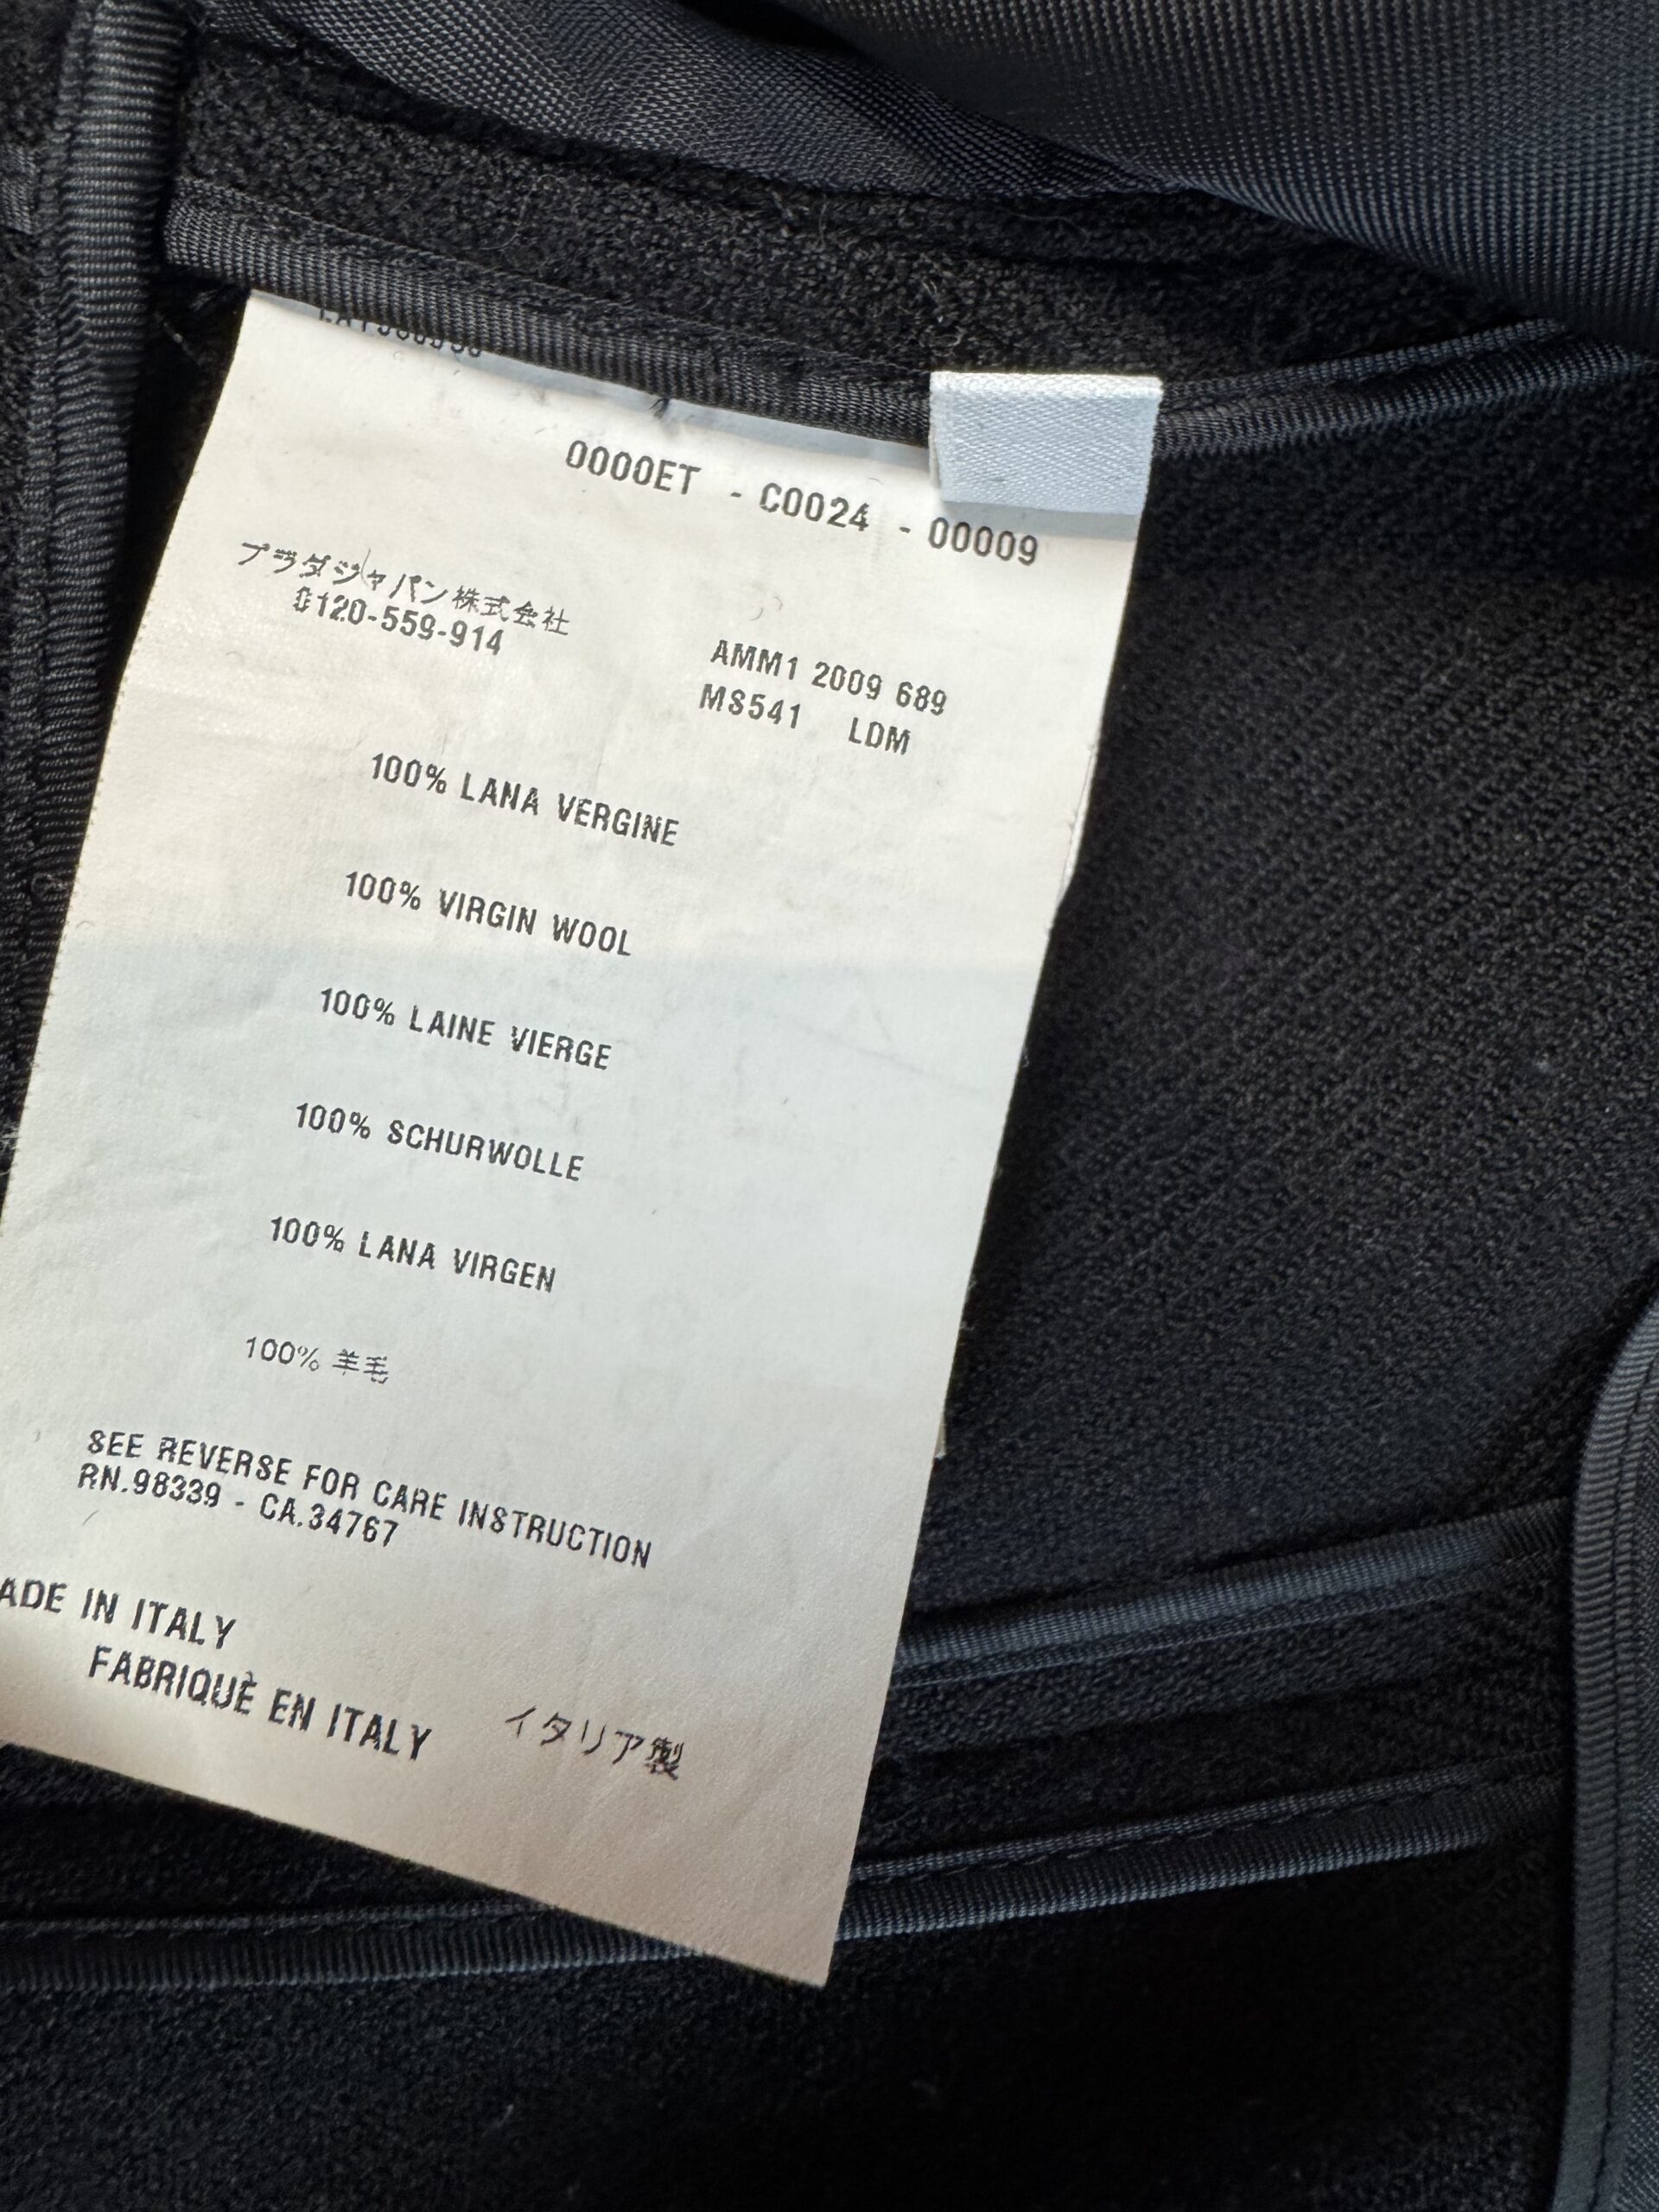 0000ET - C0024 - 00009
プラダジャパン株式会社
0120-559-914
AMM1 2009 689
MS541 LDM
100% LANA VERGINE
100% VIRGIN WOOL
100% LAINE VIERGE
100% SCHURWOLLE
100% LANA VIRGEN
100% 羊毛
SEE REVERSE FOR CARE INSTRUCTION
RN.98339 - CA.34767
ADE IN ITALY
FABRIQUÈ EN ITALY
イタリア製